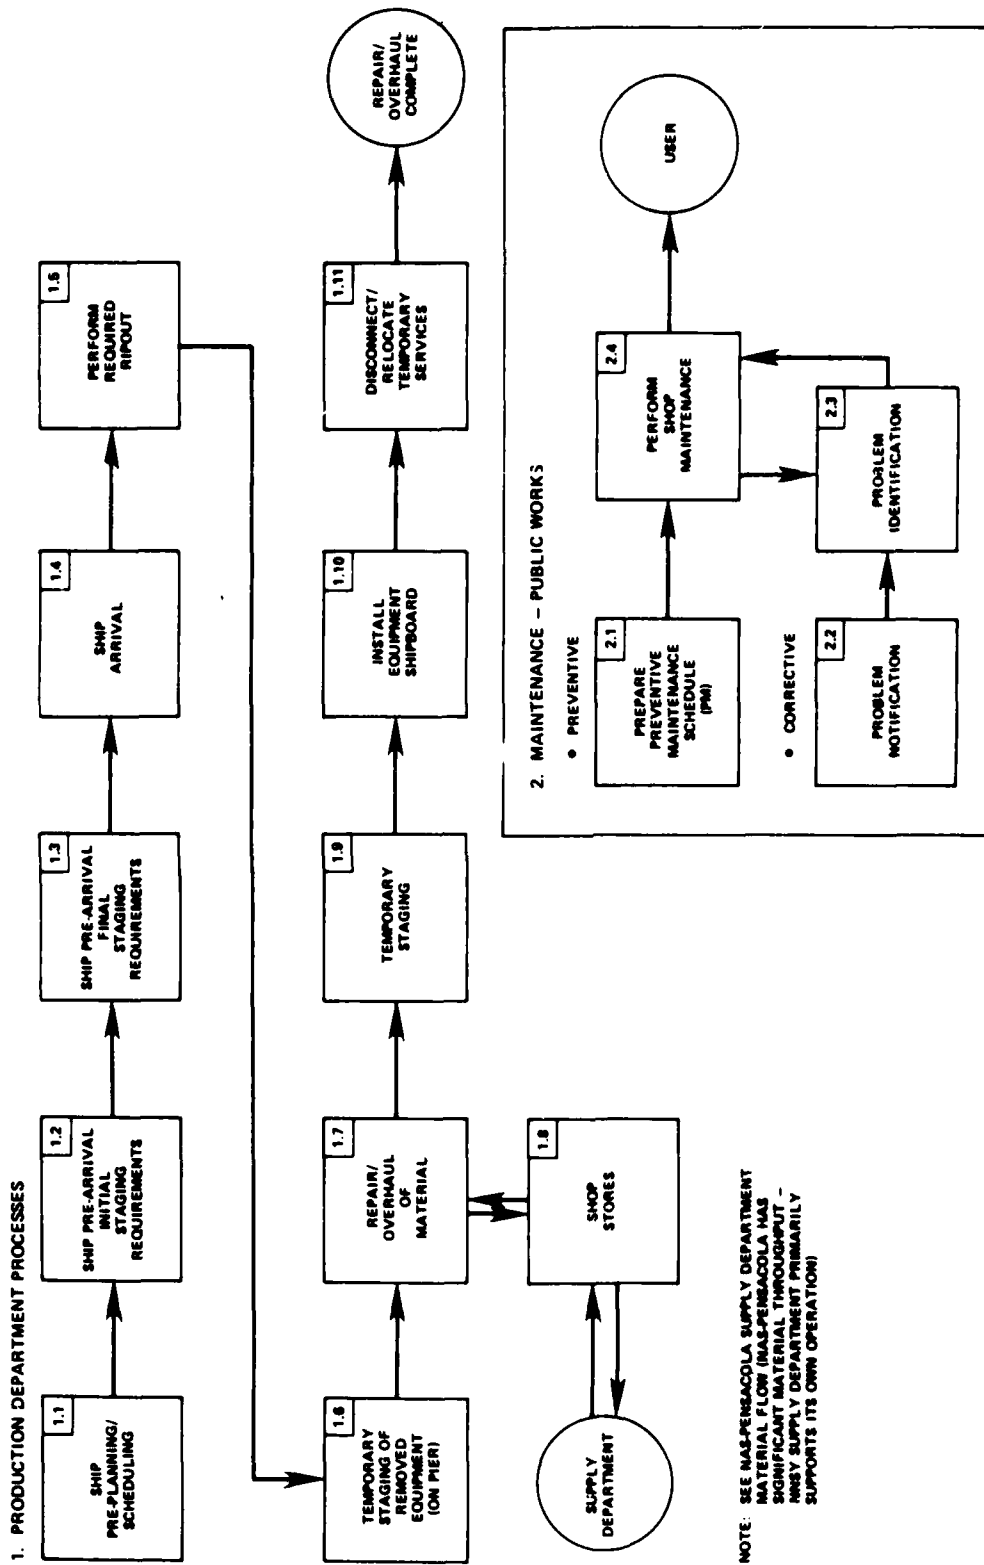 1. PRODUCTION DEPARTMENT PROCESSES
1.1
SHIP
PRE-PLANNING/
SCHEDULING
1.2
SHIP PRE-ARRIVAL
INITIAL
STAGING
REQUIREMENTS
1.3
SHIP PRE-ARRIVAL
FINAL
STAGING
REQUIREMENTS
1.4
SHIP
ARRIVAL
1.5
PERFORM
REQUIRED
RIPOUT
1.6
TEMPORARY
STAGING OF
REMOVED
EQUIPMENT
(ON PIER)
1.7
REPAIR/
OVERHAUL
OF
MATERIAL
1.9
TEMPORARY
STAGING
1.10
INSTALL
EQUIPMENT
SHIPBOARD
1.11
DISCONNECT/
RELOCATE
TEMPORARY
SERVICES
REPAIR/
OVERHAUL
COMPLETE
SUPPLY
DEPARTMENT
1.8
SHOP
STORES
NOTE: SEE NAS-PENSACOLA SUPPLY DEPARTMENT
MATERIAL FLOW (NAS-PENSACOLA HAS
SIGNIFICANT MATERIAL THROUGHPUT –
NNSY SUPPLY DEPARTMENT PRIMARILY
SUPPORTS ITS OWN OPERATION)
2. MAINTENANCE – PUBLIC WORKS
• PREVENTIVE
2.1
PREPARE
PREVENTIVE
MAINTENANCE
SCHEDULE
(PM)
2.4
PERFORM
SHOP
MAINTENANCE
USER
• CORRECTIVE
2.2
PROBLEM
NOTIFICATION
2.3
PROBLEM
IDENTIFICATION